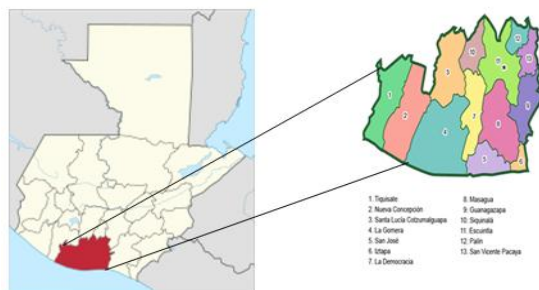 1. Tiquisate
2. Nueva Concepción
3. Santa Lucía Cotzumalguapa
4. La Gomera
5. San José
6. Iztapa
7. La Democracia
8. Masagua
9. Guanagazapa
10. Siquinalá
11. Escuintla
12. Palín
13. San Vicente Pacaya